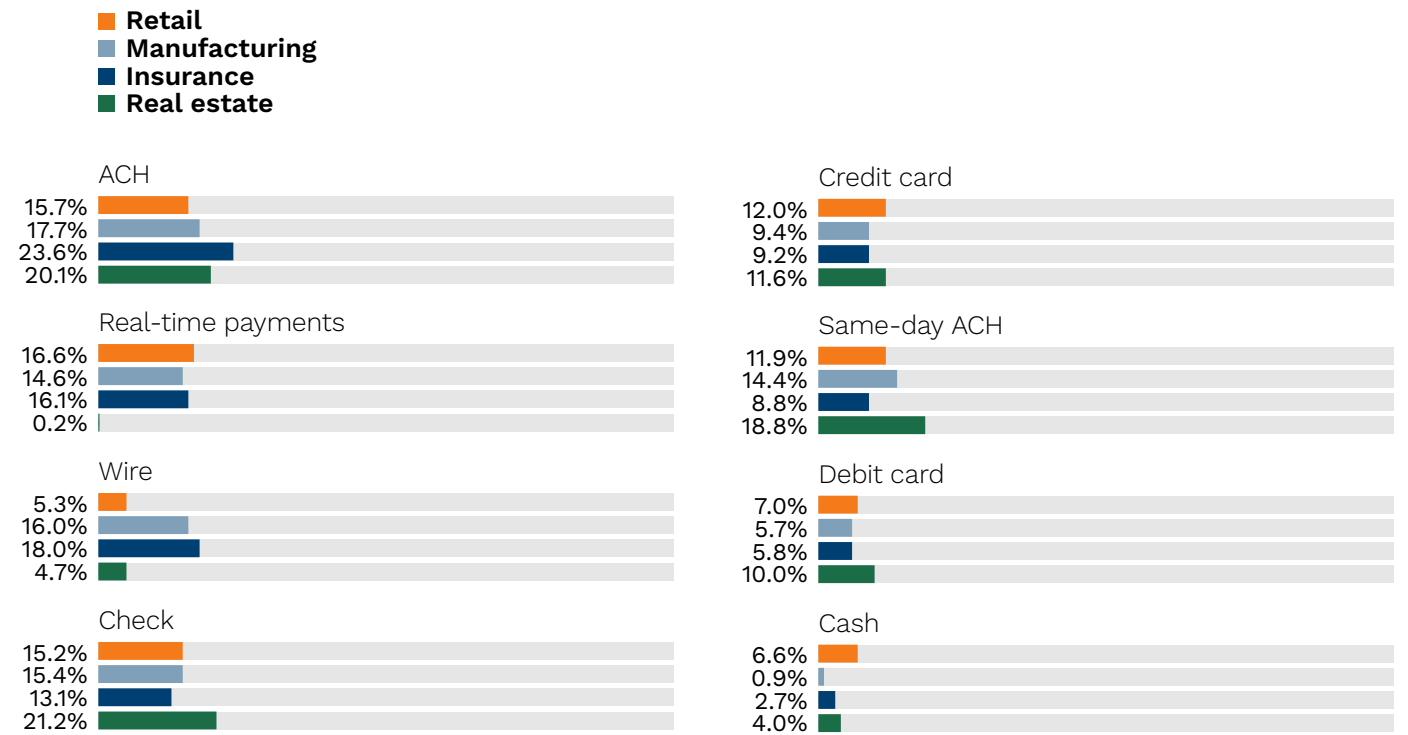 Retail
Manufacturing
Insurance
Real estate
ACH
15.7%
17.7%
23.6%
20.1%
Real-time payments
16.6%
14.6%
16.1%
0.2%
Wire
5.3%
16.0%
18.0%
4.7%
Check
15.2%
15.4%
13.1%
21.2%
Credit card
12.0%
9.4%
9.2%
11.6%
Same-day ACH
11.9%
14.4%
8.8%
18.8%
Debit card
7.0%
5.7%
5.8%
10.0%
Cash
6.6%
0.9%
2.7%
4.0%